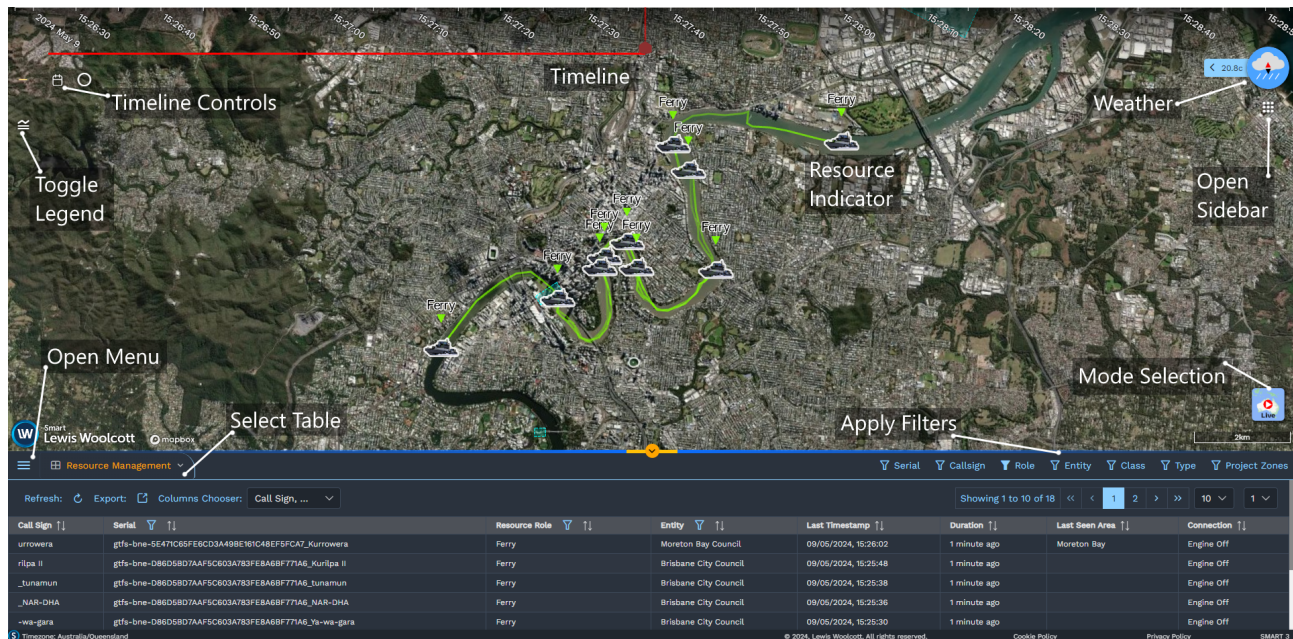 2024 May 9
15:26:30
15:26:40
15:26:50
15:27:00
15:27:10
15:27:20
15:27:30
15:27:40
15:27:50
15:28:00
15:28:10
15:28:20
15:28:30
15:28:40
Timeline
20.8c
Timeline Controls
Weather
Ferry
Ferry
Ferry
Toggle
Legend
Resource
Indicator
Open
Sidebar
Ferry
Ferry
Ferry
Ferry
Ferry
Ferry
Ferry
Open Menu
Mode Selection
Live
Select Table
Apply Filters
W
Smart
Lewis Woolcott
mapbox
2km
Resource Management
Serial
Callsign
Role
Entity
Class
Type
Project Zones
Refresh:
Export:
Columns Chooser:
Call Sign, ...
Showing 1 to 10 of 18
1
2
10
1
Call Sign
Serial
Resource Role
Entity
Last Timestamp
Duration
Last Seen Area
Connection
urrowera gtfs-bne-5E471C65FE6CD3A49BE161C48EF5FCA7_Kurrowera Ferry Moreton Bay Council 09/05/2024, 15:26:02 1 minute ago Moreton Bay Engine Off
rilpa II gtfs-bne-D86D5BD7AAF5C603A783FE8A6BF771A6_Kurilpa II Ferry Brisbane City Council 09/05/2024, 15:25:48 1 minute ago Engine Off
_tunamun gtfs-bne-D86D5BD7AAF5C603A783FE8A6BF771A6_tunamun Ferry Brisbane City Council 09/05/2024, 15:25:38 1 minute ago Engine Off
_NAR-DHA gtfs-bne-D86D5BD7AAF5C603A783FE8A6BF771A6_NAR-DHA Ferry Brisbane City Council 09/05/2024, 15:25:36 1 minute ago Engine Off
-wa-gara gtfs-bne-D86D5BD7AAF5C603A783FE8A6BF771A6_Ya-wa-gara Ferry Brisbane City Council 09/05/2024, 15:25:30 1 minute ago Engine Off
S Timezone: Australia/Queensland
© 2024, Lewis Woolcott. All rights reserved.
Cookie Policy
Privacy Policy
SMART 3